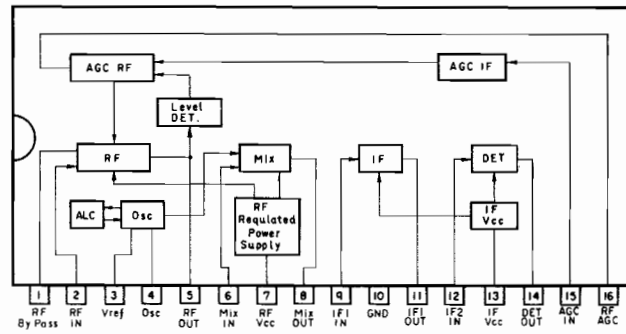 AGC RF
AGC IF
Level
DET.
RF
Mix
IF
DET
ALC
Osc
RF
Requlated
Power
Supply
IF
Vcc
1 2 3 4 5 6 7 8 9 10 11 12 13 14 15 16
RF
By Pass
RF
IN
Vref
Osc
RF
OUT
Mix
IN
RF
Vcc
Mix
OUT
IF1
IN
GND
IF1
OUT
IF2
IN
IF
Vcc
DET
OUT
AGC
IN
RF
AGC